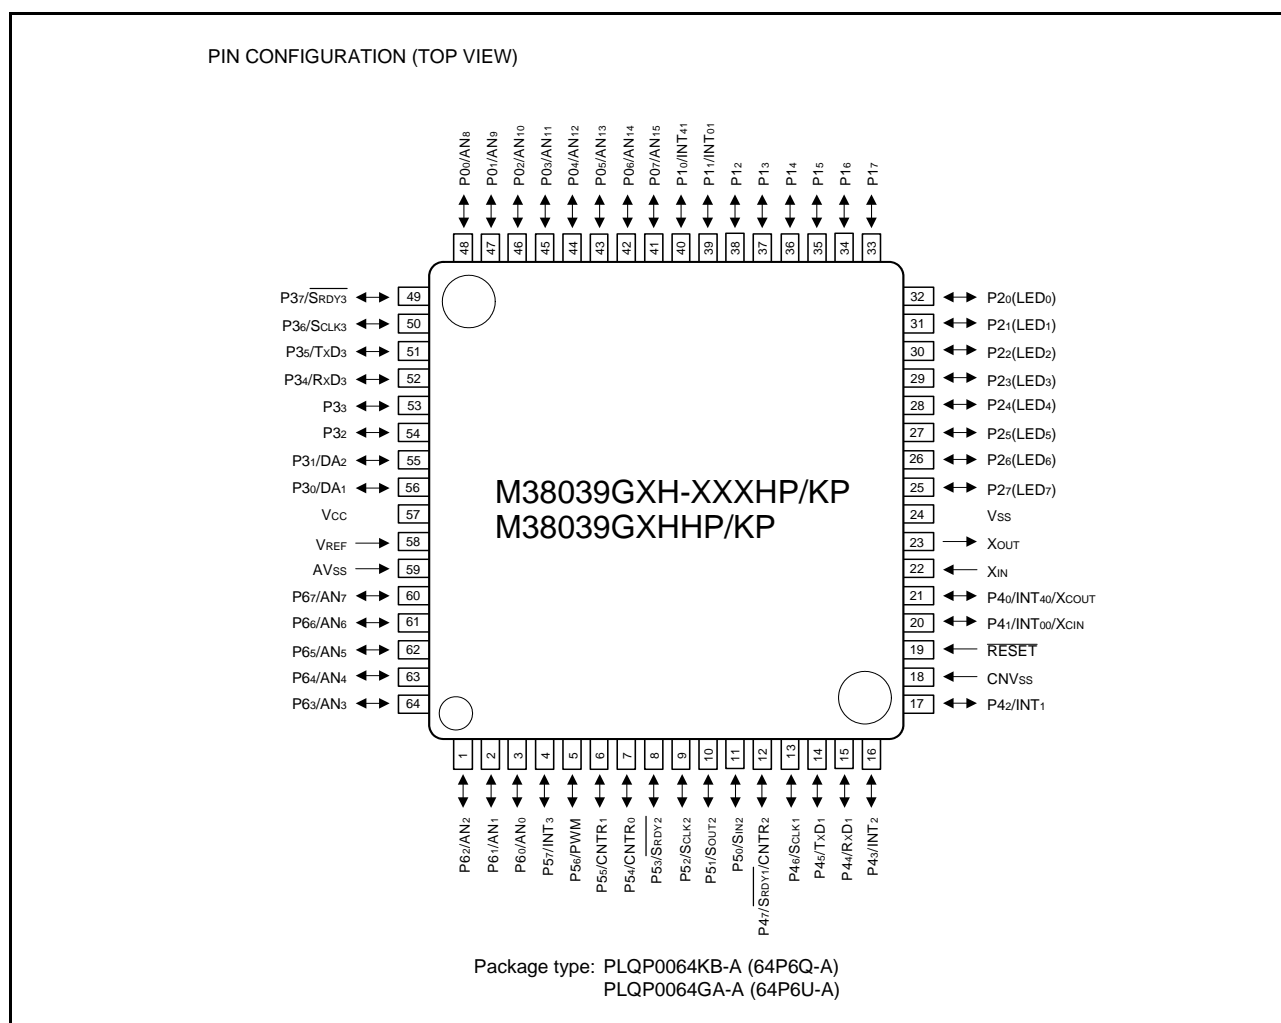 PIN CONFIGURATION (TOP VIEW)
P00/AN8
P01/AN9
P02/AN10
P03/AN11
P04/AN12
P05/AN13
P06/AN14
P07/AN15
P10/INT41
P11/INT01
P12
P13
P14
P15
P16
P17
48 47 46 45 44 43 42 41 40 39 38 37 36 35 34 33
P37/SRDY3 49
P36/SCLK3 50
P35/TxD3 51
P34/RxD3 52
P33 53
P32 54
P31/DA2 55
P30/DA1 56
VCC 57
VREF 58
AVSS 59
P67/AN7 60
P66/AN6 61
P65/AN5 62
P64/AN4 63
P63/AN3 64
M38039GXH-XXXHP/KP
M38039GXHHP/KP
32 P20(LED0)
31 P21(LED1)
30 P22(LED2)
29 P23(LED3)
28 P24(LED4)
27 P25(LED5)
26 P26(LED6)
25 P27(LED7)
24 VSS
23 XOUT
22 XIN
21 P40/INT40/XCOUT
20 P41/INT00/XCIN
19 RESET
18 CNVSS
17 P42/INT1
1 2 3 4 5 6 7 8 9 10 11 12 13 14 15 16
P62/AN2
P61/AN1
P60/AN0
P57/INT3
P56/PWM
P55/CNTR1
P54/CNTR0
P53/SRDY2
P52/SCLK2
P51/SOUT2
P50/SIN2
P47/SRDY1/CNTR2
P46/SCLK1
P45/TxD1
P44/RxD1
P43/INT2
Package type: PLQP0064KB-A (64P6Q-A)
PLQP0064GA-A (64P6U-A)